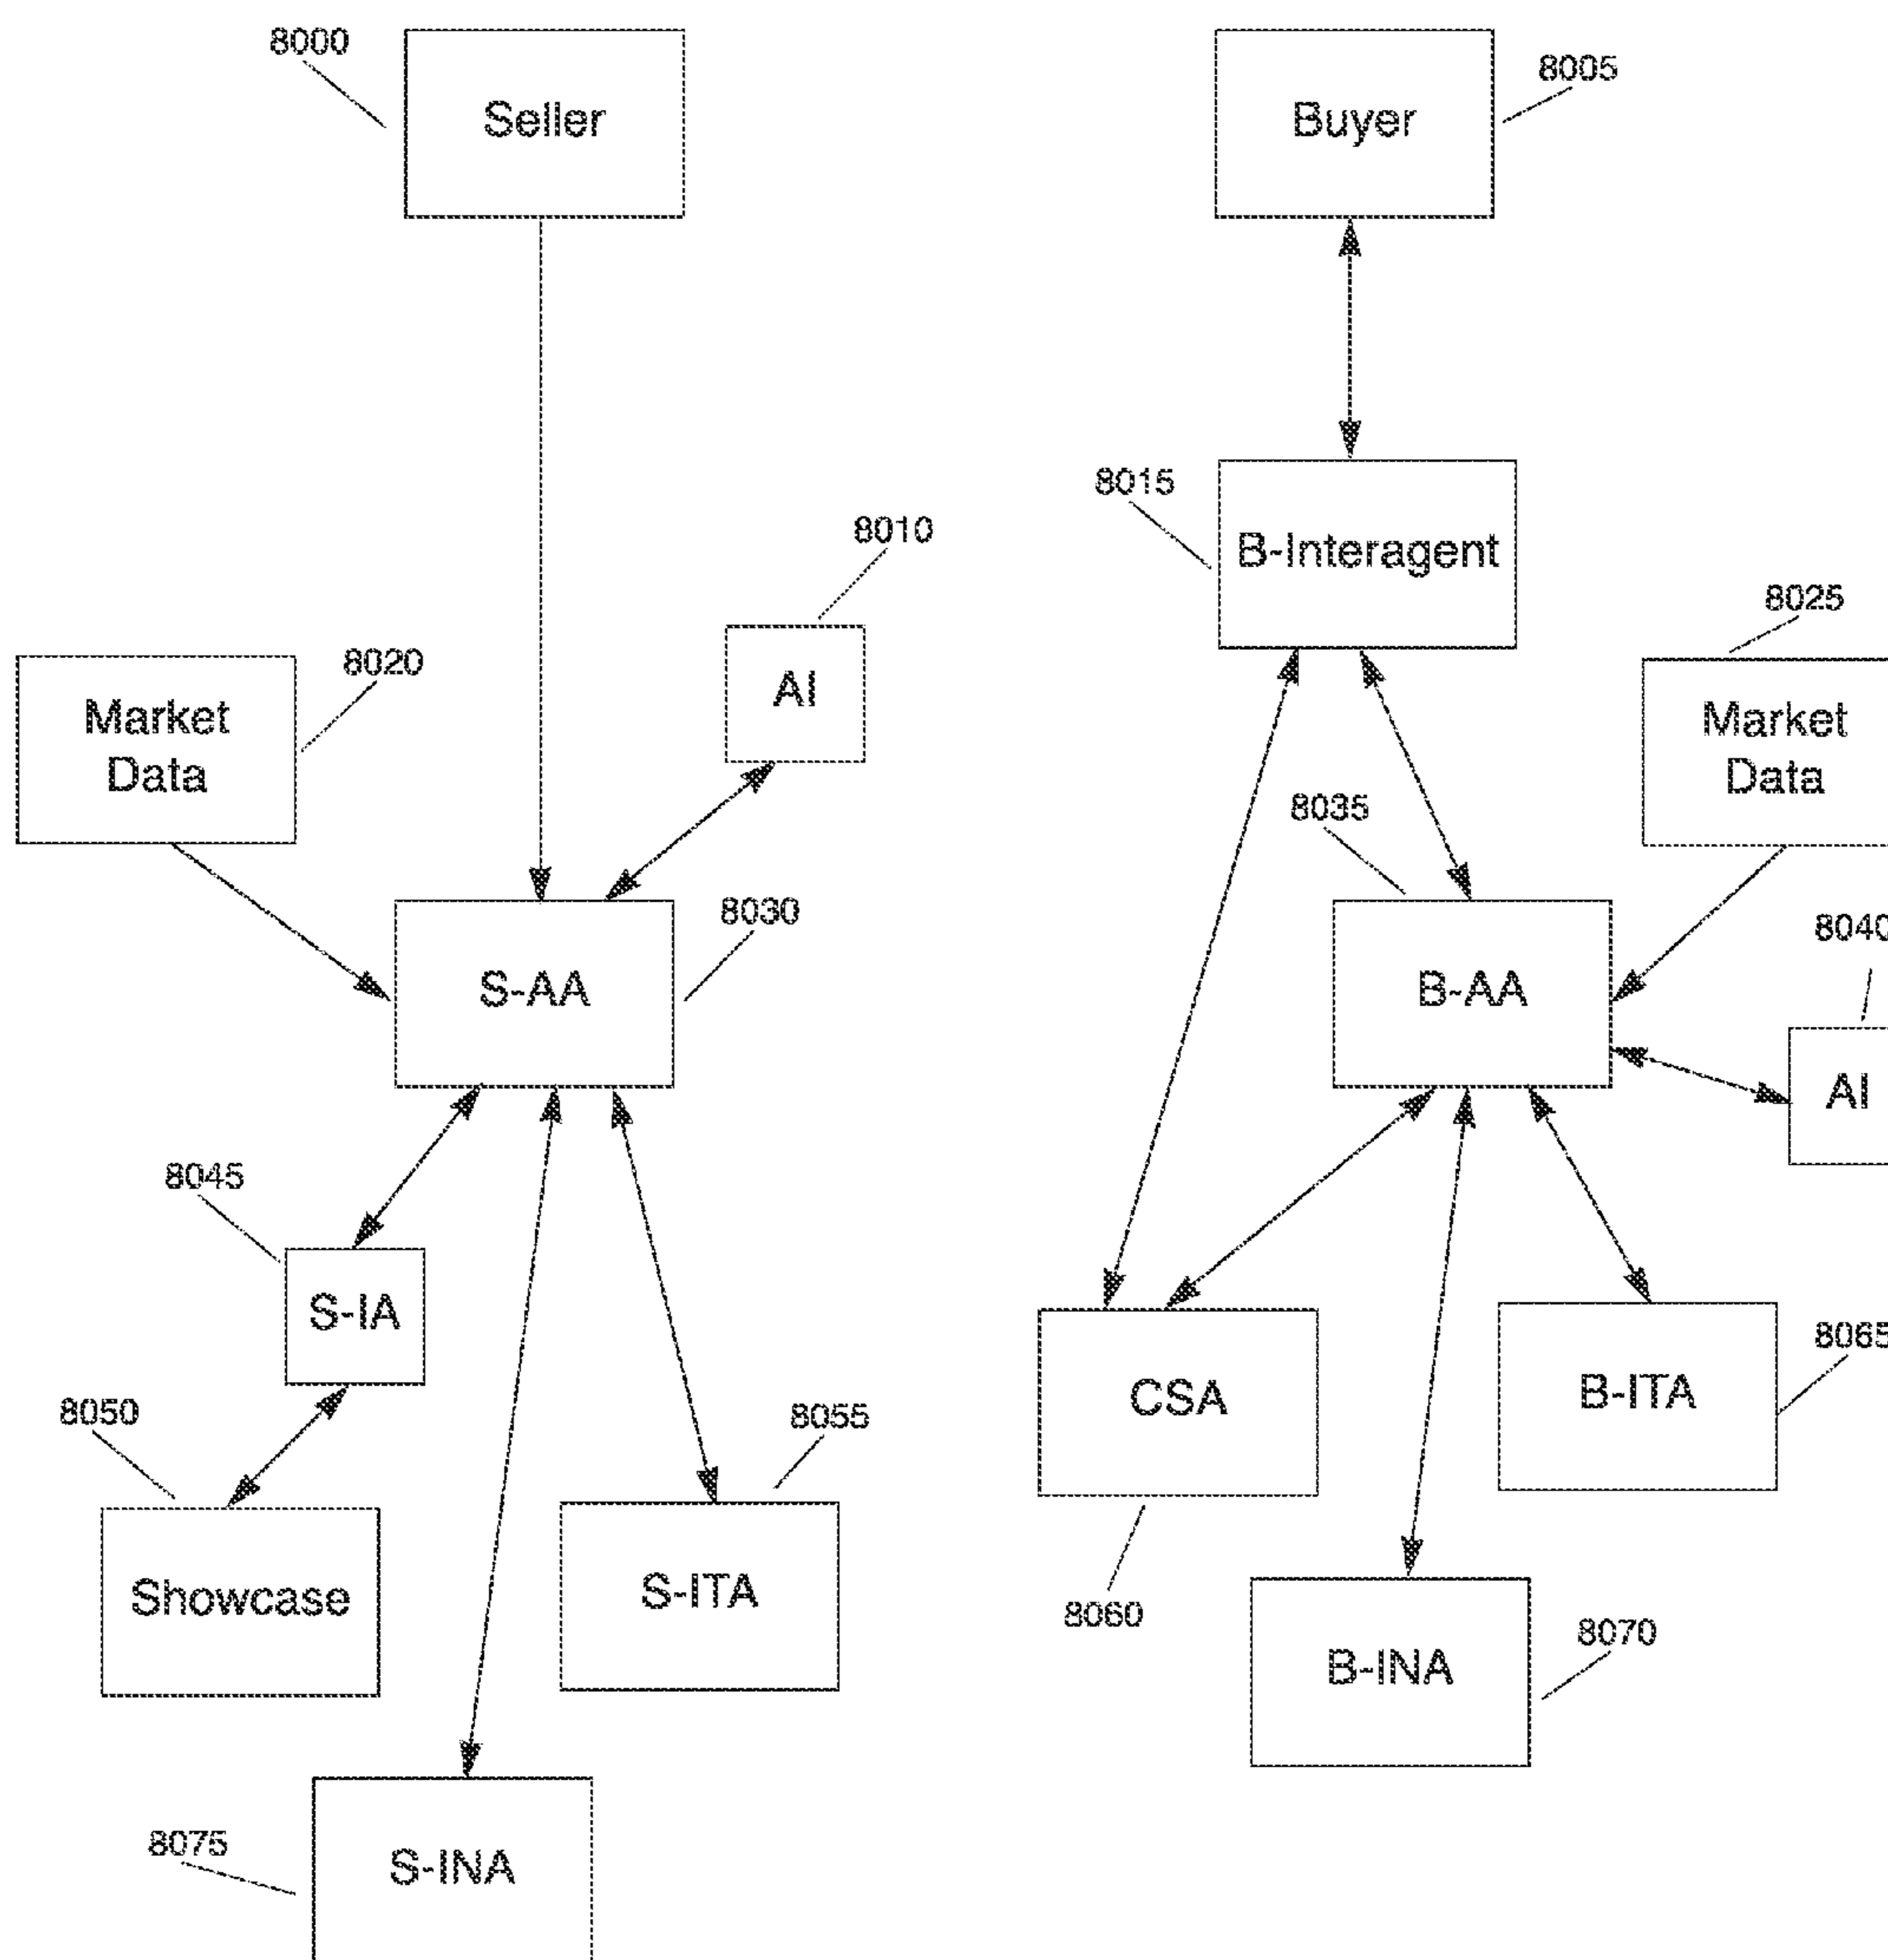 8000
Seller
Buyer
8005
8015
B-Interagent
8010
AI
8020
Market
Data
8025
Market
Data
8035
8030
S-AA
B-AA
8040
AI
8045
S-IA
8050
Showcase
8055
S-ITA
CSA
8060
B-ITA
8065
B-INA
8070
8075
S-INA